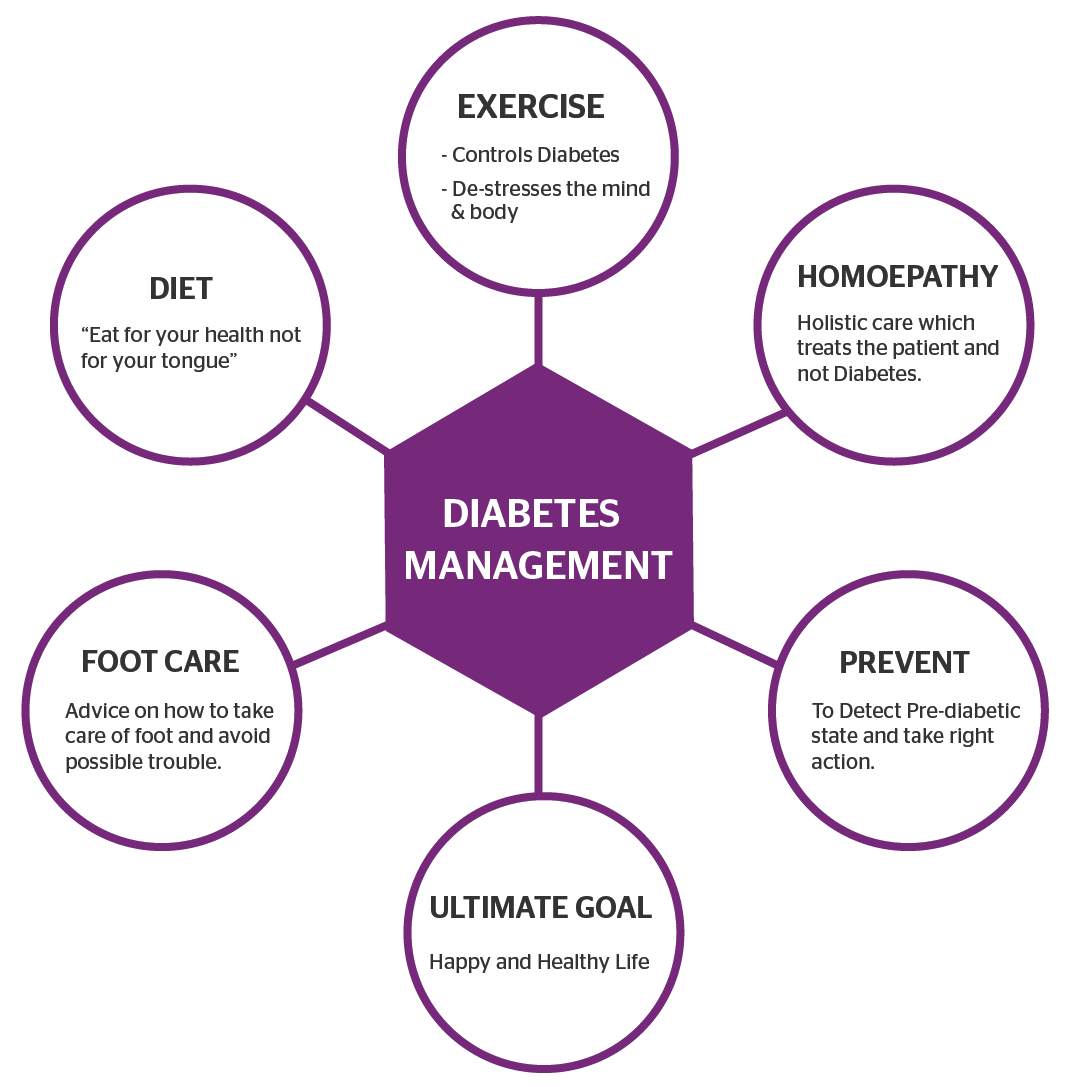 EXERCISE
- Controls Diabetes
- De-stresses the mind
& body
DIET
“Eat for your health not
for your tongue”
HOMOEPATHY
Holistic care which
treats the patient and
not Diabetes.
DIABETES
MANAGEMENT
FOOT CARE
Advice on how to take
care of foot and avoid
possible trouble.
PREVENT
To Detect Pre-diabetic
state and take right
action.
ULTIMATE GOAL
Happy and Healthy Life